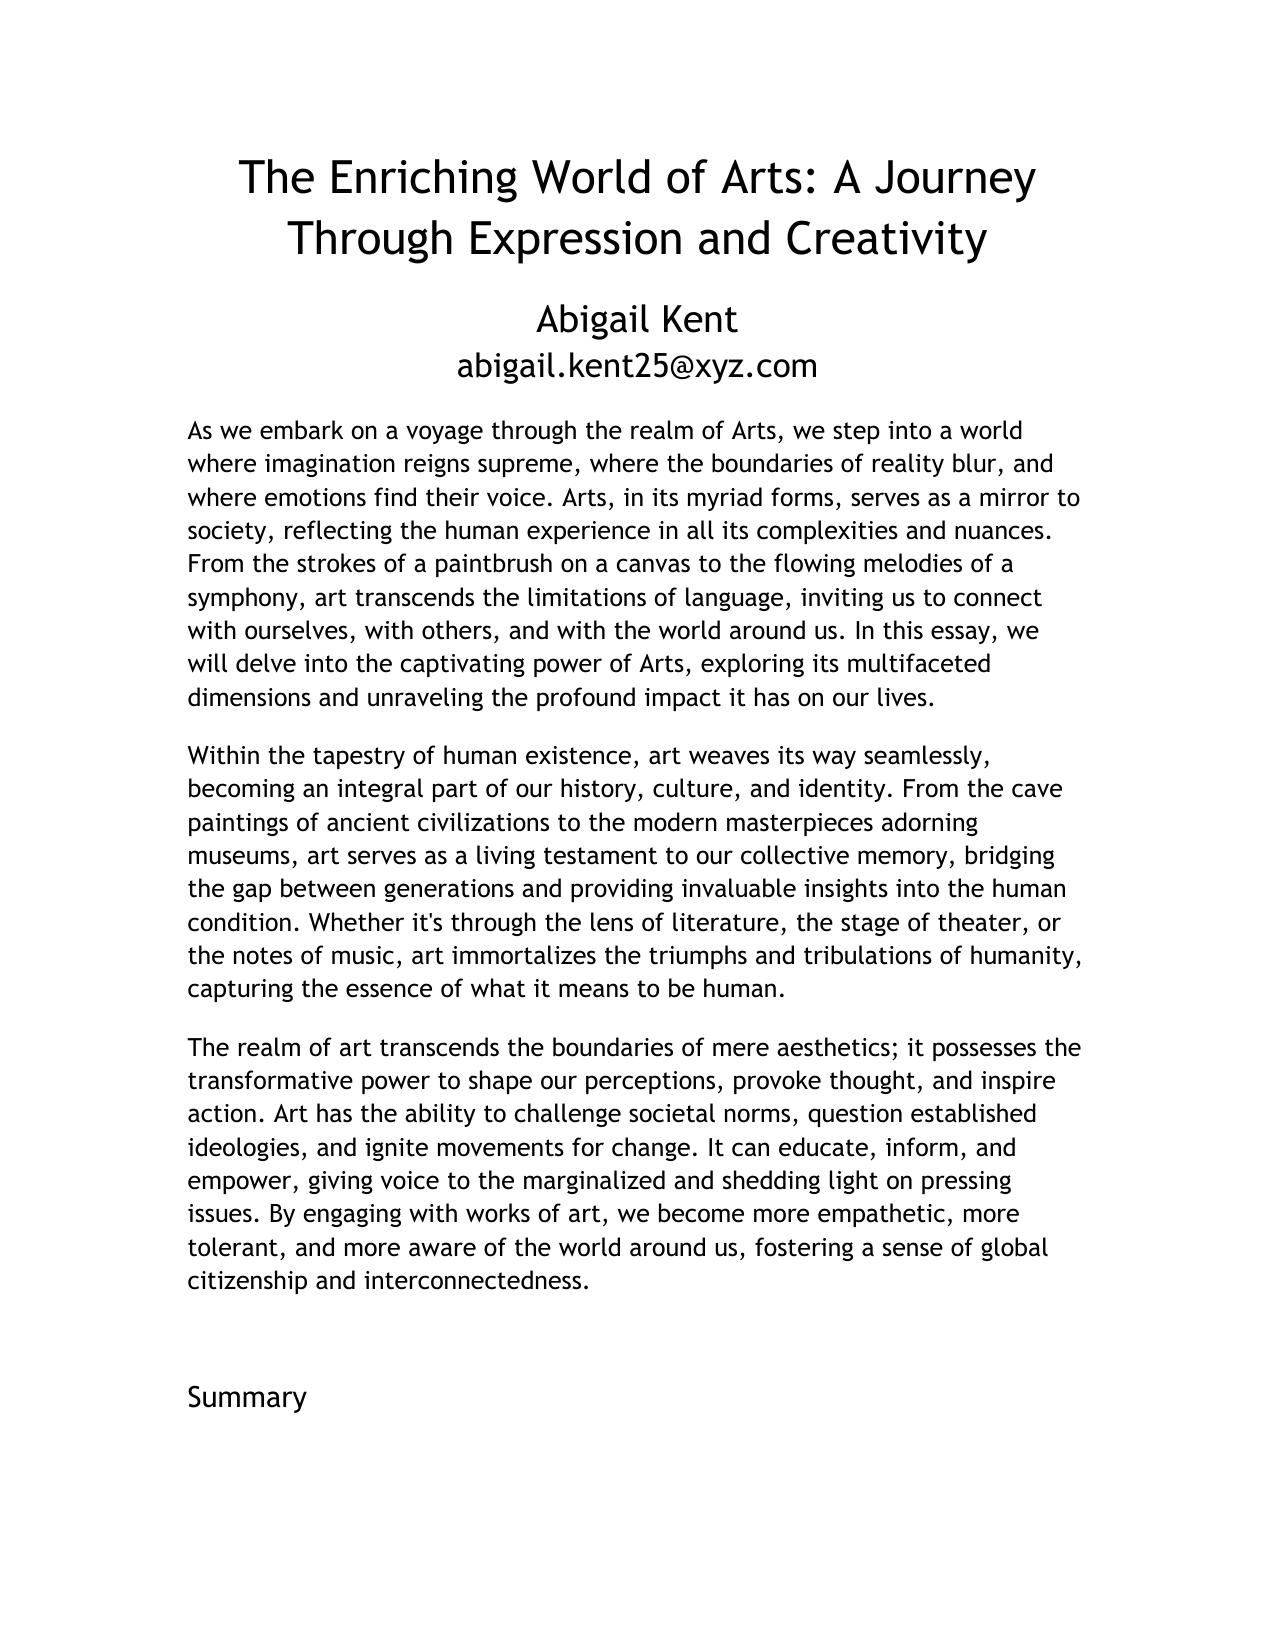 The Enriching World of Arts: A Journey
Through Expression and Creativity
Abigail Kent
abigail.kent25@xyz.com
As we embark on a voyage through the realm of Arts, we step into a world
where imagination reigns supreme, where the boundaries of reality blur, and
where emotions find their voice. Arts, in its myriad forms, serves as a mirror to
society, reflecting the human experience in all its complexities and nuances.
From the strokes of a paintbrush on a canvas to the flowing melodies of a
symphony, art transcends the limitations of language, inviting us to connect
with ourselves, with others, and with the world around us. In this essay, we
will delve into the captivating power of Arts, exploring its multifaceted
dimensions and unraveling the profound impact it has on our lives.
Within the tapestry of human existence, art weaves its way seamlessly,
becoming an integral part of our history, culture, and identity. From the cave
paintings of ancient civilizations to the modern masterpieces adorning
museums, art serves as a living testament to our collective memory, bridging
the gap between generations and providing invaluable insights into the human
condition. Whether it's through the lens of literature, the stage of theater, or
the notes of music, art immortalizes the triumphs and tribulations of humanity,
capturing the essence of what it means to be human.
The realm of art transcends the boundaries of mere aesthetics; it possesses the
transformative power to shape our perceptions, provoke thought, and inspire
action. Art has the ability to challenge societal norms, question established
ideologies, and ignite movements for change. It can educate, inform, and
empower, giving voice to the marginalized and shedding light on pressing
issues. By engaging with works of art, we become more empathetic, more
tolerant, and more aware of the world around us, fostering a sense of global
citizenship and interconnectedness.
Summary